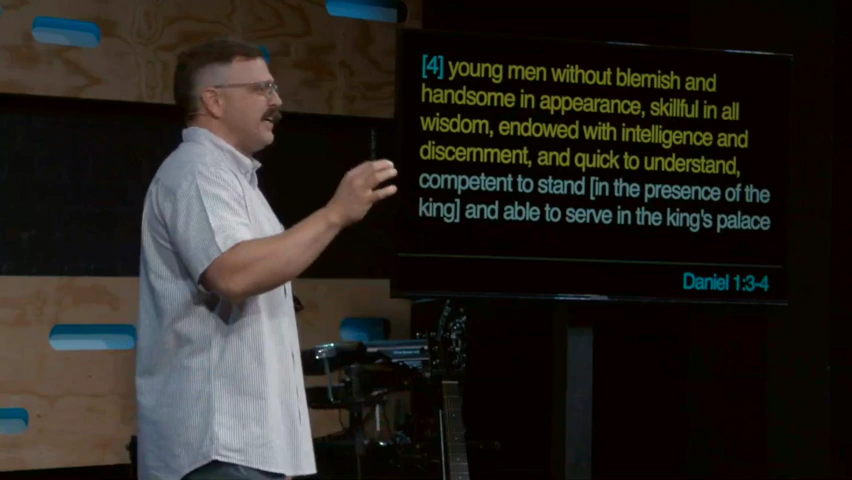 [4] young men without blemish and
handsome in appearance, skillful in all
wisdom, endowed with intelligence and
discernment, and quick to understand,
competent to stand [in the presence of the
king] and able to serve in the king's palace
Daniel 1:3-4